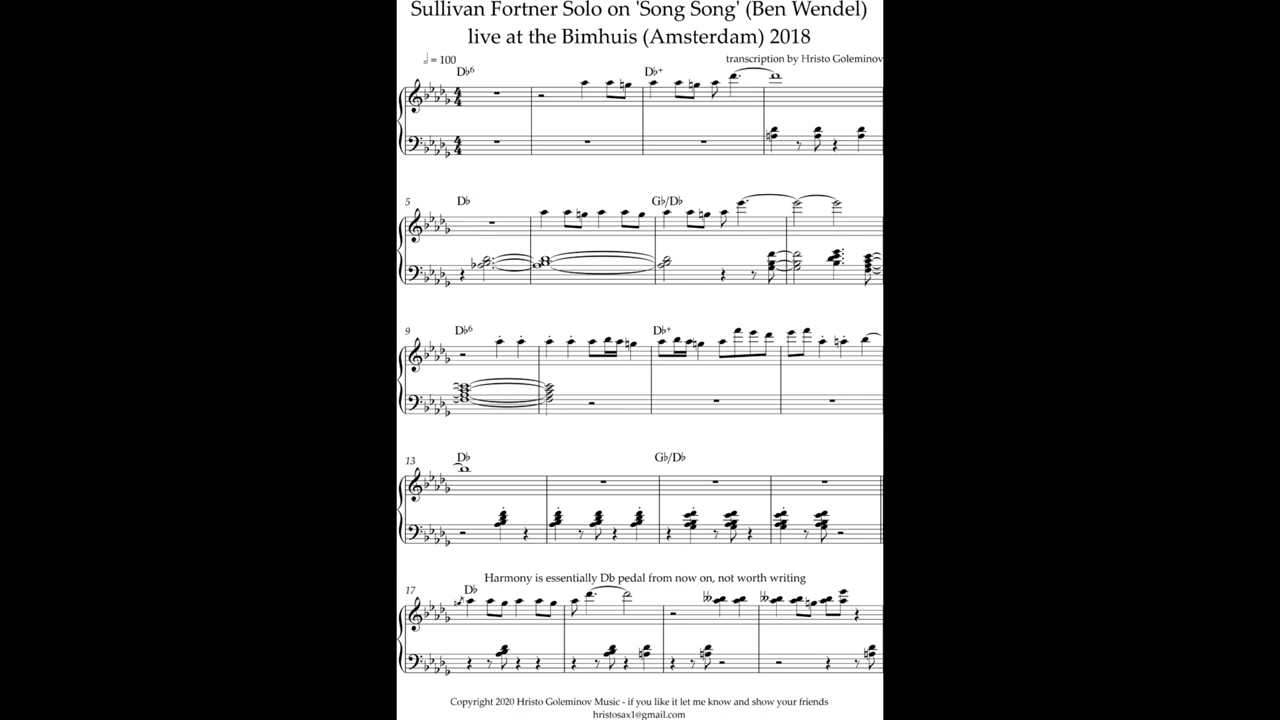 Sullivan Fortner Solo on 'Song Song' (Ben Wendel)
live at the Bimhuis (Amsterdam) 2018
𝅗𝅥 = 100
transcription by Hristo Goleminov
D♭6 D♭+
5 D♭ G♭/D♭
9 D♭6 D♭+
13 D♭ G♭/D♭
Harmony is essentially Db pedal from now on, not worth writing
17 D♭
Copyright 2020 Hristo Goleminov Music - if you like it let me know and show your friends
hristosax1@gmail.com